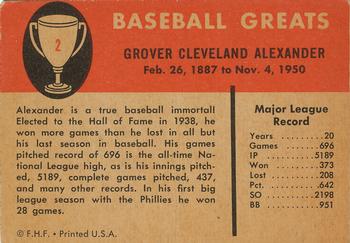 BASEBALL GREATS
2
GROVER CLEVELAND ALEXANDER
Feb. 26, 1887 to Nov. 4, 1950
Alexander is a true baseball immortal!
Elected to the Hall of Fame in 1938, he
won more games than he lost in all but
his last season in baseball. His games
pitched record of 696 is the all-time Na-
tional League high, as is his innings pitch-
ed, 5189, complete games pitched, 437,
and many other records. In his first big
league season with the Phillies he won
28 games.
Major League
Record
Years 20
Games 696
IP 5189
Won 373
Lost 208
Pct. .642
SO 2198
BB 951
© F.H.F. • Printed U.S.A.